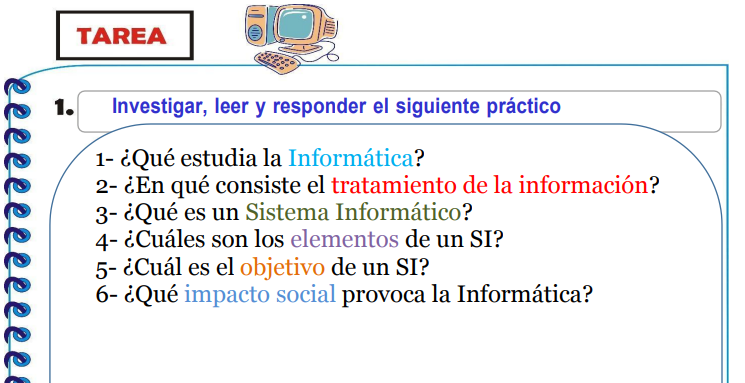 TAREA
1. Investigar, leer y responder el siguiente práctico
1- ¿Qué estudia la Informática?
2- ¿En qué consiste el tratamiento de la información?
3- ¿Qué es un Sistema Informático?
4- ¿Cuáles son los elementos de un SI?
5- ¿Cuál es el objetivo de un SI?
6- ¿Qué impacto social provoca la Informática?